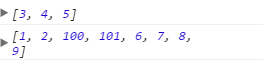 [3, 4, 5]
[1, 2, 100, 101, 6, 7, 8,
9]